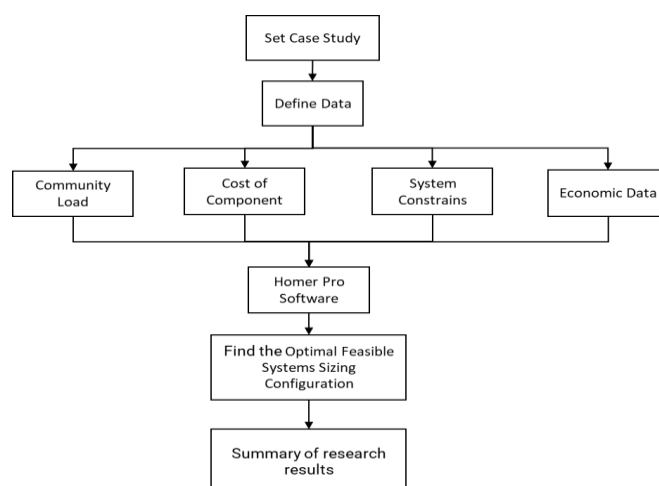 Set Case Study
Define Data
Community
Load
Cost of
Component
System
Constrains
Economic Data
Homer Pro
Software
Find the Optimal Feasible
Systems Sizing
Configuration
Summary of research
results